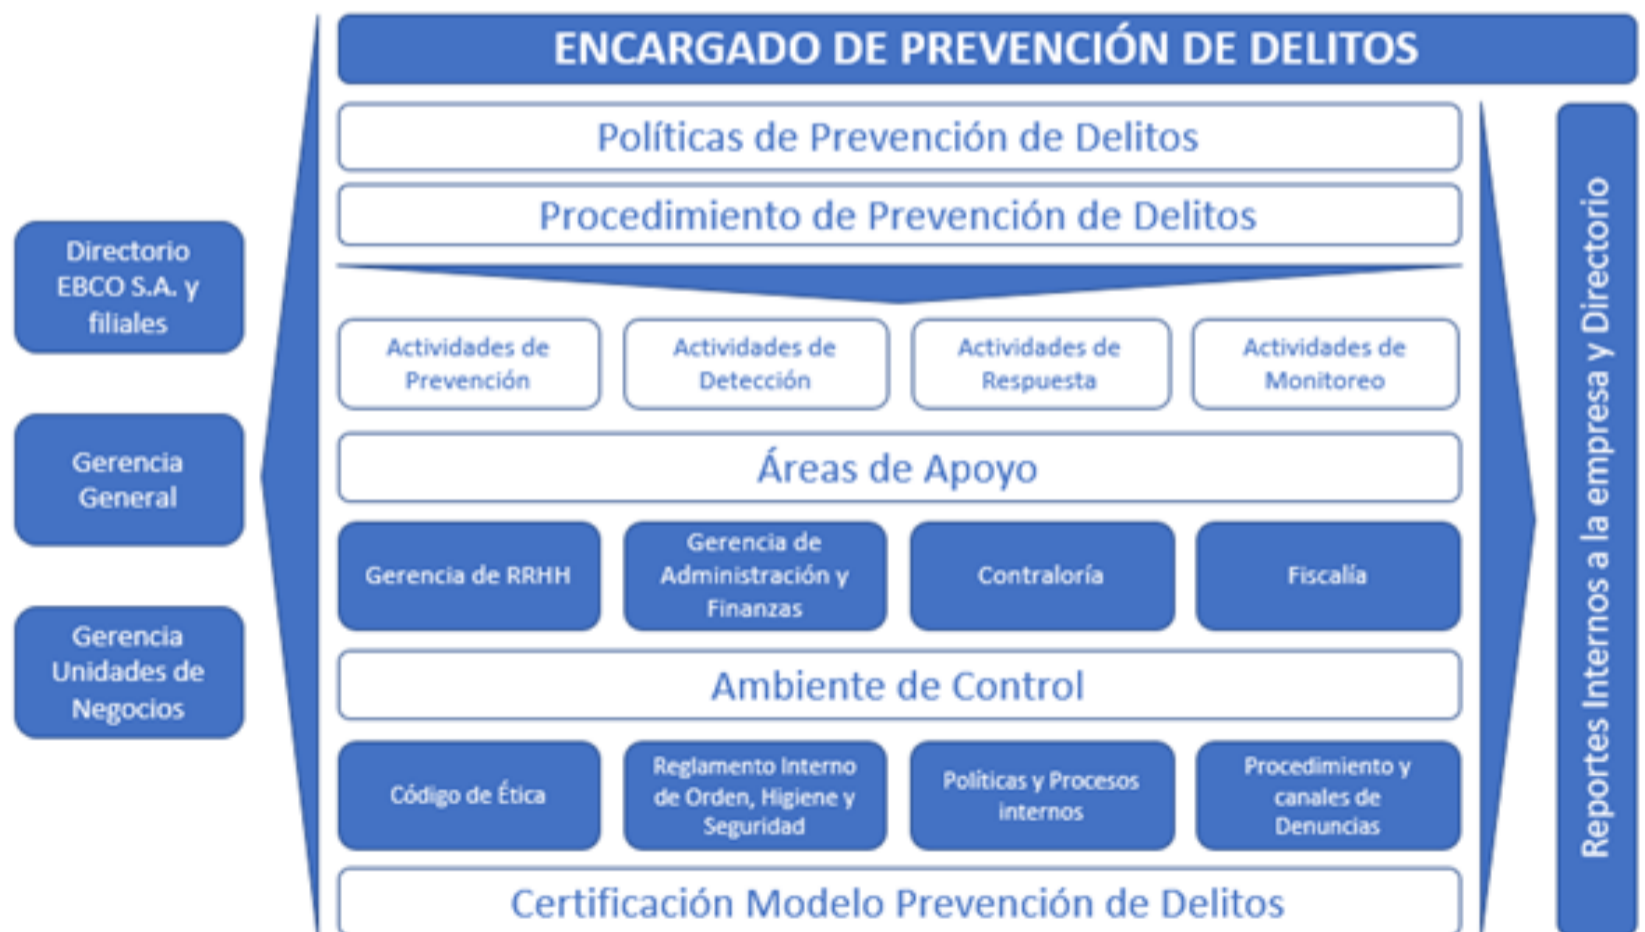 ENCARGADO DE PREVENCIÓN DE DELITOS
Políticas de Prevención de Delitos
Procedimiento de Prevención de Delitos
Directorio
EBCO S.A. y
filiales
Gerencia
General
Gerencia
Unidades de
Negocios
Actividades de
Prevención
Actividades de
Detección
Actividades de
Respuesta
Actividades de
Monitoreo
Áreas de Apoyo
Gerencia de RRHH
Gerencia de
Administración y
Finanzas
Contraloría
Fiscalía
Ambiente de Control
Código de Ética
Reglamento Interno
de Orden, Higiene y
Seguridad
Políticas y Procesos
internos
Procedimiento y
canales de
Denuncias
Certificación Modelo Prevención de Delitos
Reportes Internos a la empresa y Directorio